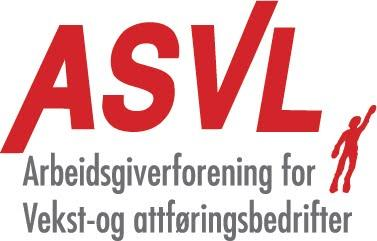 ASVL
Arbeidsgiverforening for
Vekst-og attføringsbedrifter